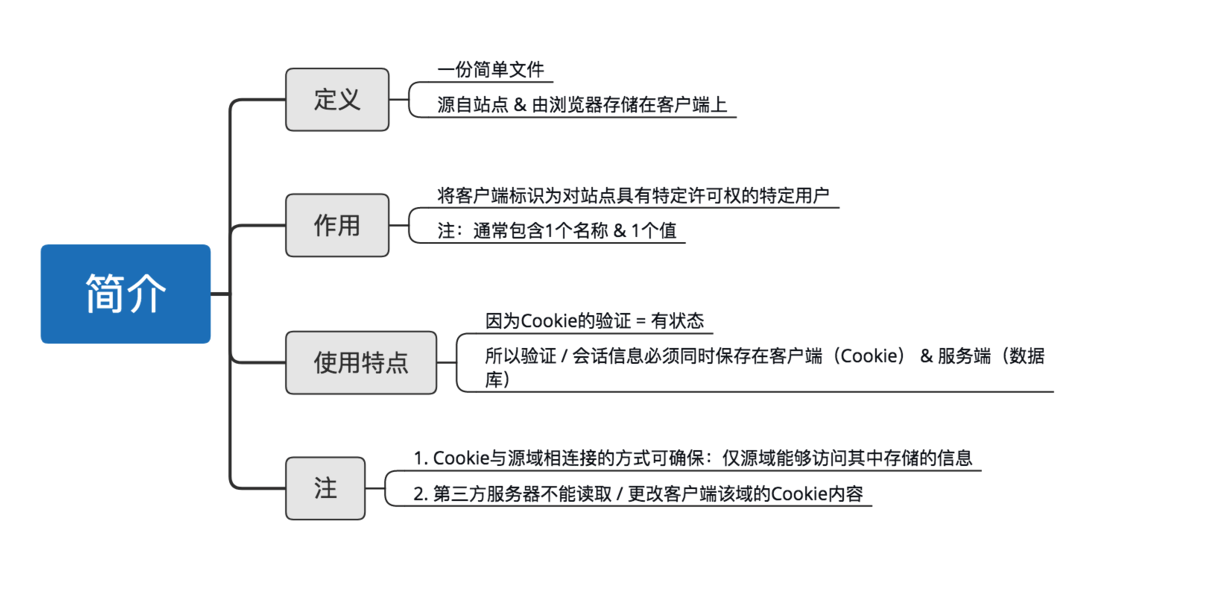 简介
定义
一份简单文件
源自站点 & 由浏览器存储在客户端上
作用
将客户端标识为对站点具有特定许可权的特定用户
注：通常包含1个名称 & 1个值
使用特点
因为Cookie的验证 = 有状态
所以验证 / 会话信息必须同时保存在客户端（Cookie） & 服务端（数据
库）
注
1. Cookie与源域相连接的方式可确保：仅源域能够访问其中存储的信息
2. 第三方服务器不能读取 / 更改客户端该域的Cookie内容